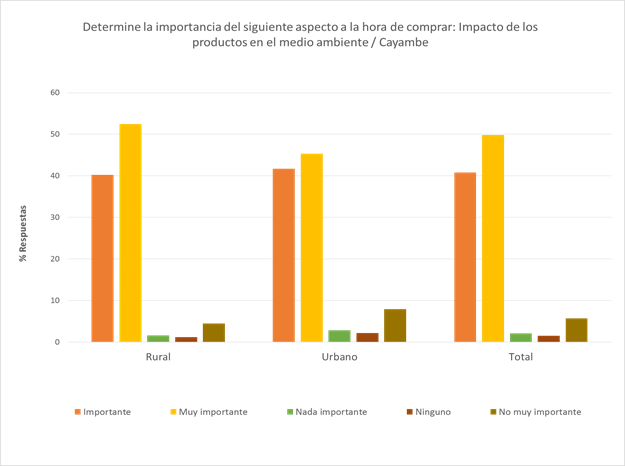 Determine la importancia del siguiente aspecto a la hora de comprar: Impacto de los
productos en el medio ambiente / Cayambe
% Respuestas
60
50
40
30
20
10
0
Rural Urbano Total
Importante Muy importante Nada importante Ninguno No muy importante